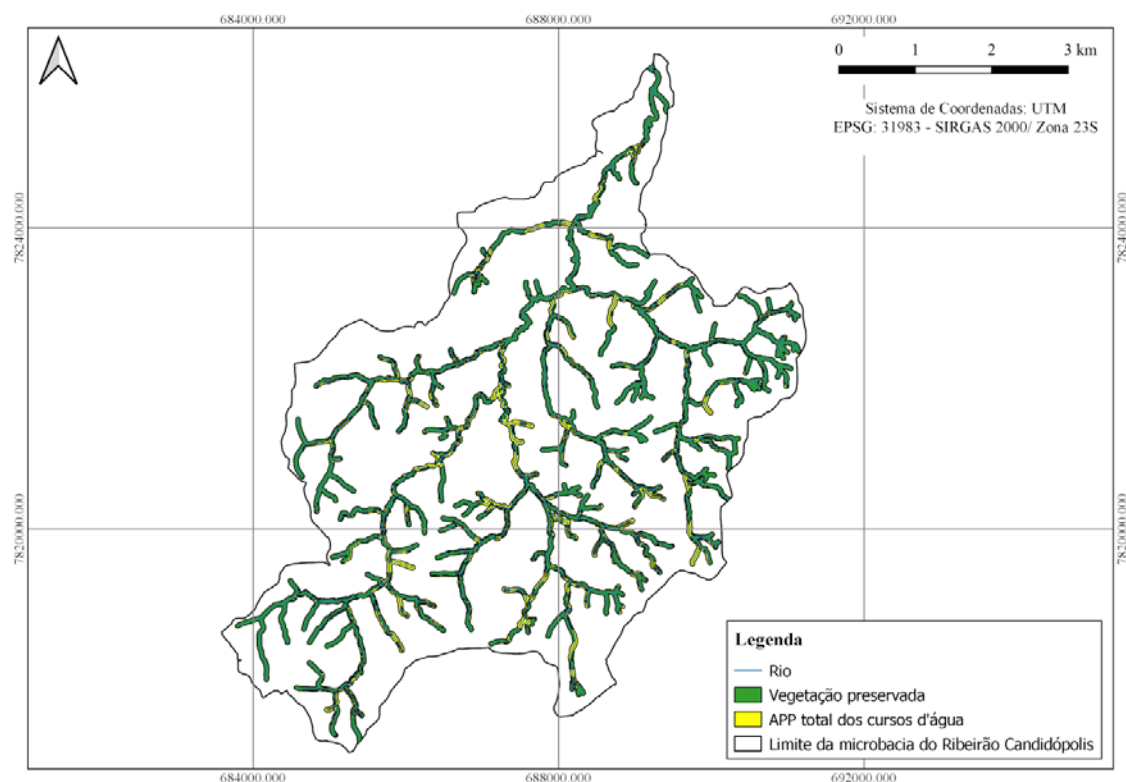 684000.000 688000.000 692000.000
0 1 2 3 km
Sistema de Coordenadas: UTM
EPSG: 31983 - SIRGAS 2000/ Zona 23S
7824000.000 7824000.000
7820000.000 7820000.000
Legenda
Rio
Vegetação preservada
APP total dos cursos d'água
Limite da microbacia do Ribeirão Candidópolis
684000.000 688000.000 692000.000